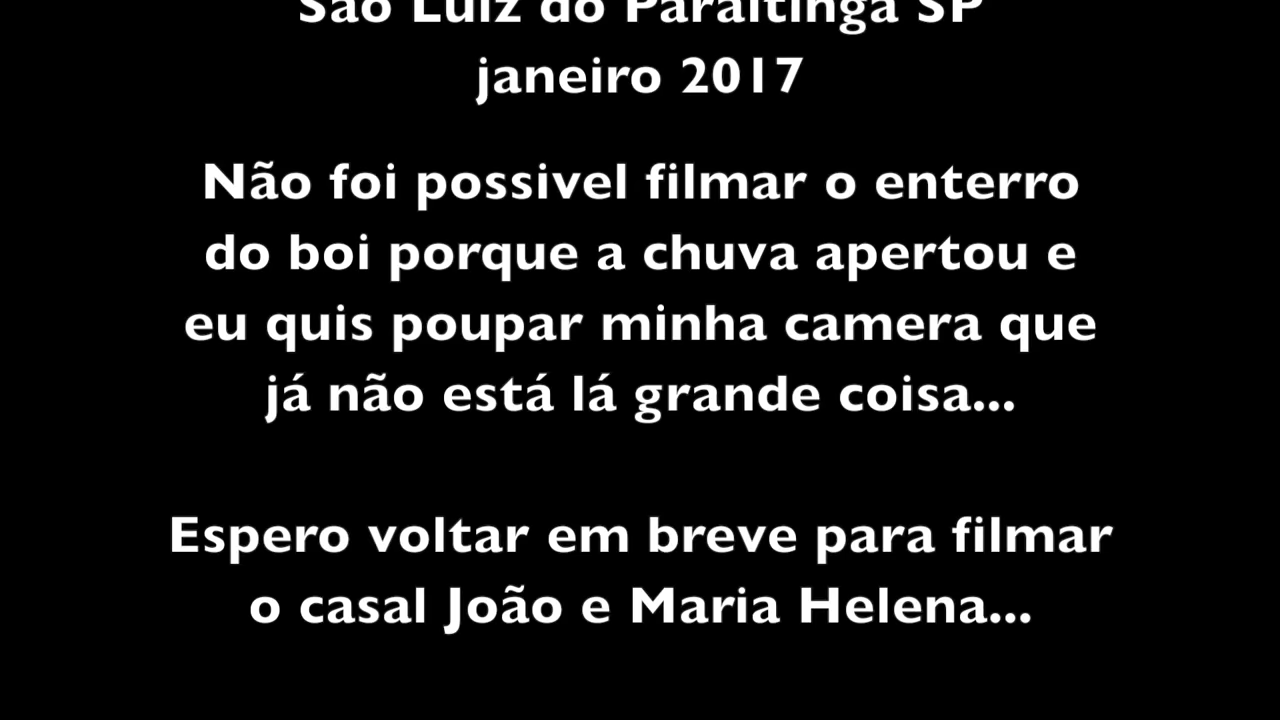 São Luiz do Paraitinga SP
janeiro 2017
Não foi possivel filmar o enterro
do boi porque a chuva apertou e
eu quis poupar minha camera que
já não está lá grande coisa...
Espero voltar em breve para filmar
o casal João e Maria Helena...